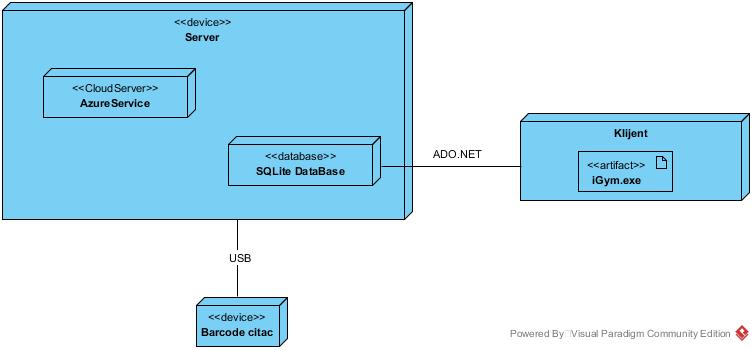 <<device>>
Server
<<CloudServer>>
AzureService
<<database>>
SQLite DataBase
ADO.NET
Klijent
<<artifact>>
iGym.exe
USB
<<device>>
Barcode citac
Powered By Visual Paradigm Community Edition